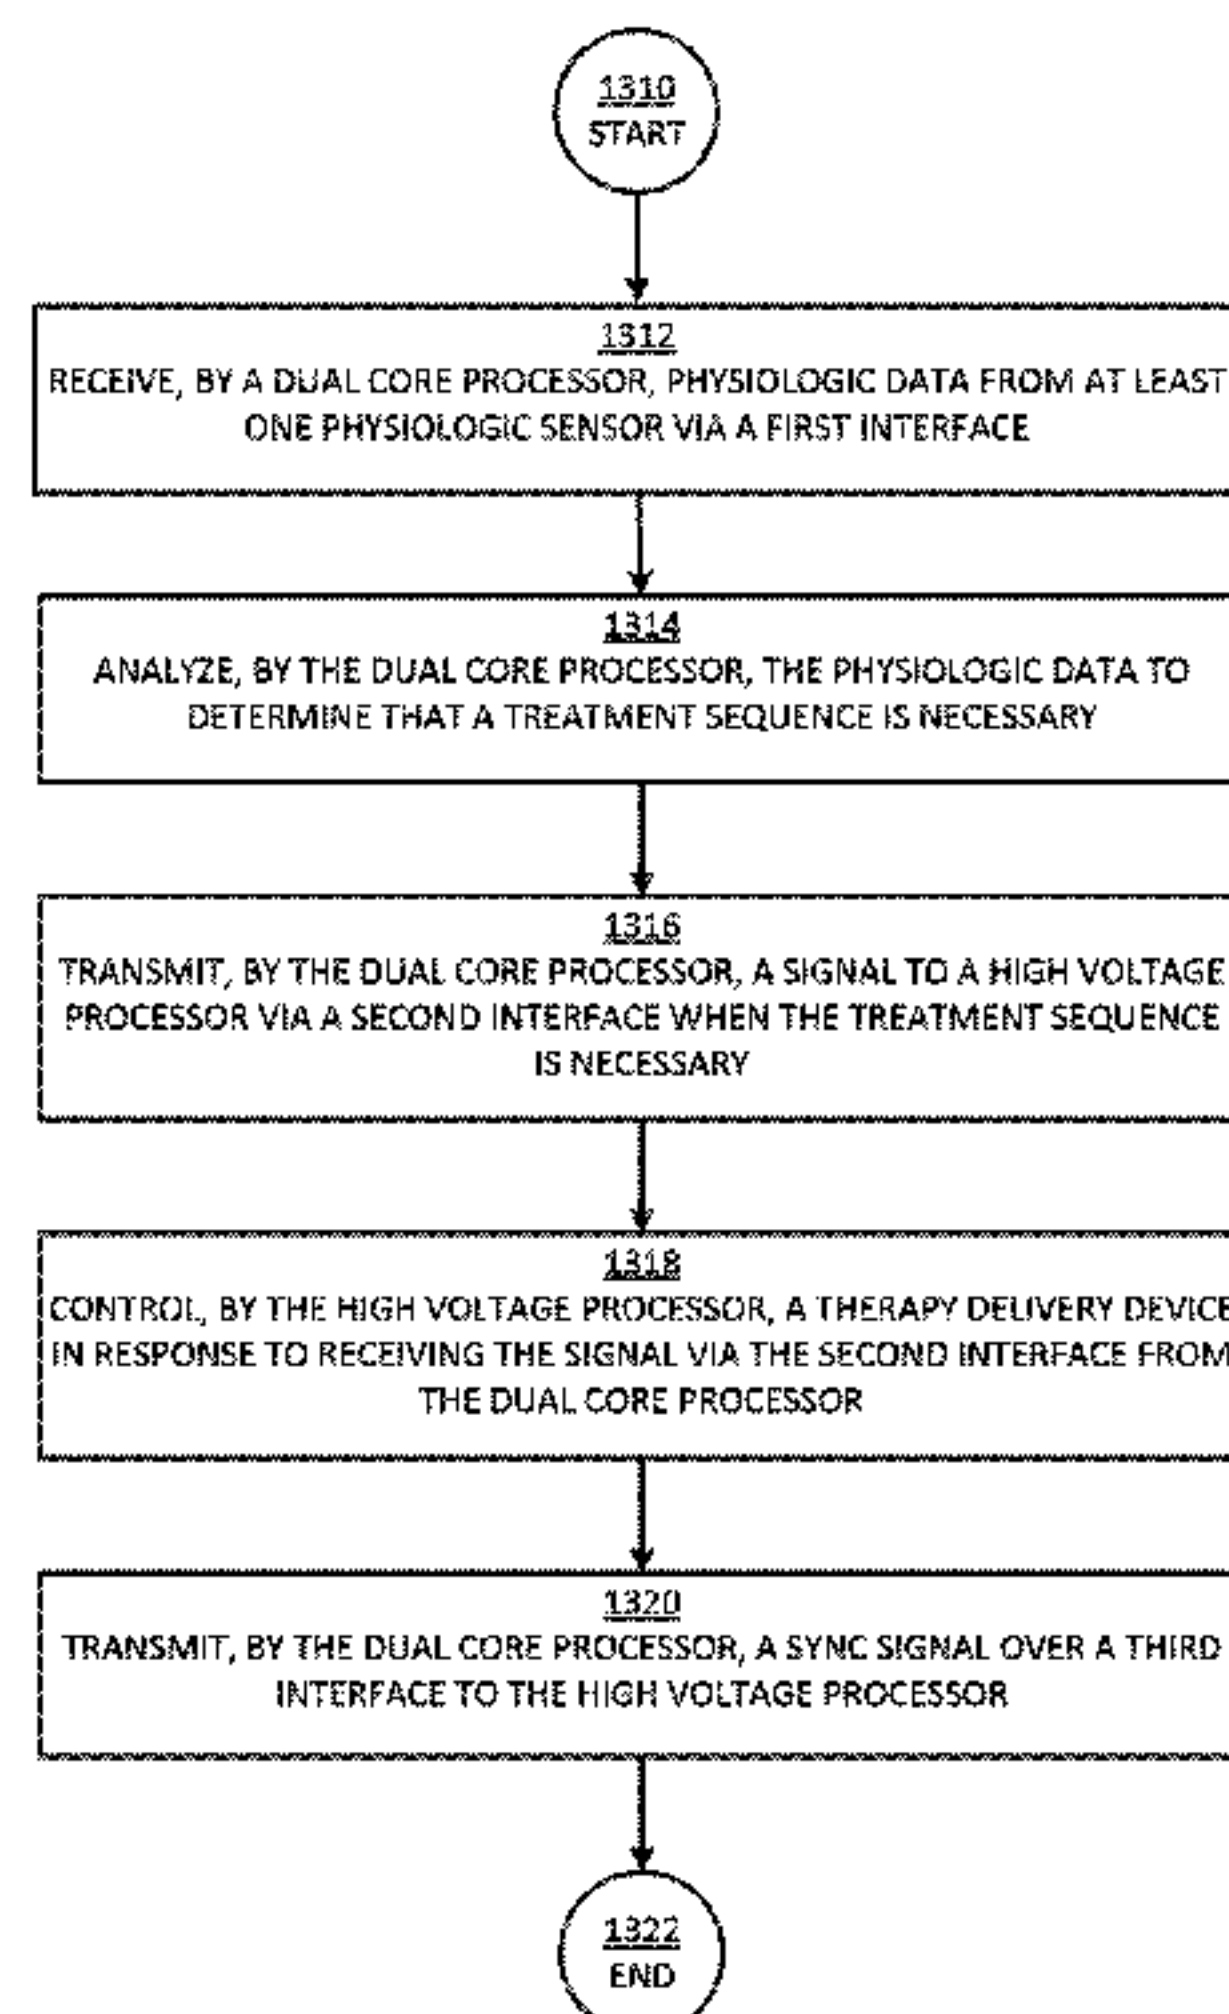 1310
START
1312
RECEIVE, BY A DUAL CORE PROCESSOR, PHYSIOLOGIC DATA FROM AT LEAST
ONE PHYSIOLOGIC SENSOR VIA A FIRST INTERFACE
1314
ANALYZE, BY THE DUAL CORE PROCESSOR, THE PHYSIOLOGIC DATA TO
DETERMINE THAT A TREATMENT SEQUENCE IS NECESSARY
1316
TRANSMIT, BY THE DUAL CORE PROCESSOR, A SIGNAL TO A HIGH VOLTAGE
PROCESSOR VIA A SECOND INTERFACE WHEN THE TREATMENT SEQUENCE
IS NECESSARY
1318
CONTROL, BY THE HIGH VOLTAGE PROCESSOR, A THERAPY DELIVERY DEVICE
IN RESPONSE TO RECEIVING THE SIGNAL VIA THE SECOND INTERFACE FROM
THE DUAL CORE PROCESSOR
1320
TRANSMIT, BY THE DUAL CORE PROCESSOR, A SYNC SIGNAL OVER A THIRD
INTERFACE TO THE HIGH VOLTAGE PROCESSOR
1322
END